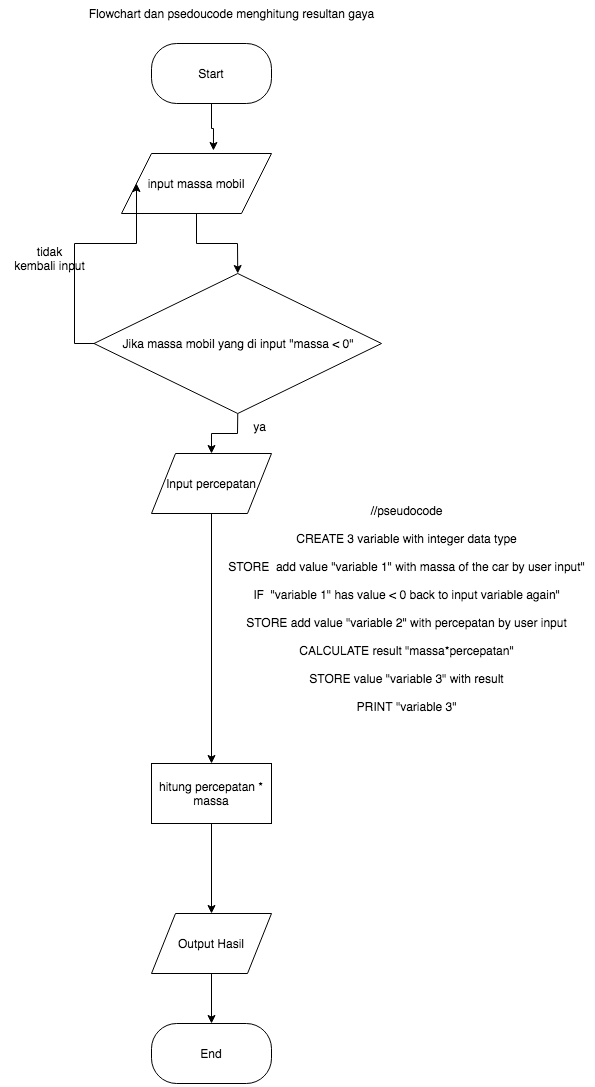 Flowchart dan psedoucode menghitung resultan gaya
Start
input massa mobil
tidak
kembali input
Jika massa mobil yang di input "massa < 0"
ya
Input percepatan
//pseudocode
CREATE 3 variable with integer data type
STORE  add value "variable 1" with massa of the car by user input"
IF  "variable 1" has value < 0 back to input variable again"
STORE add value "variable 2" with percepatan by user input
CALCULATE result "massa*percepatan"
STORE value "variable 3" with result
PRINT "variable 3"
hitung percepatan *
massa
Output Hasil
End